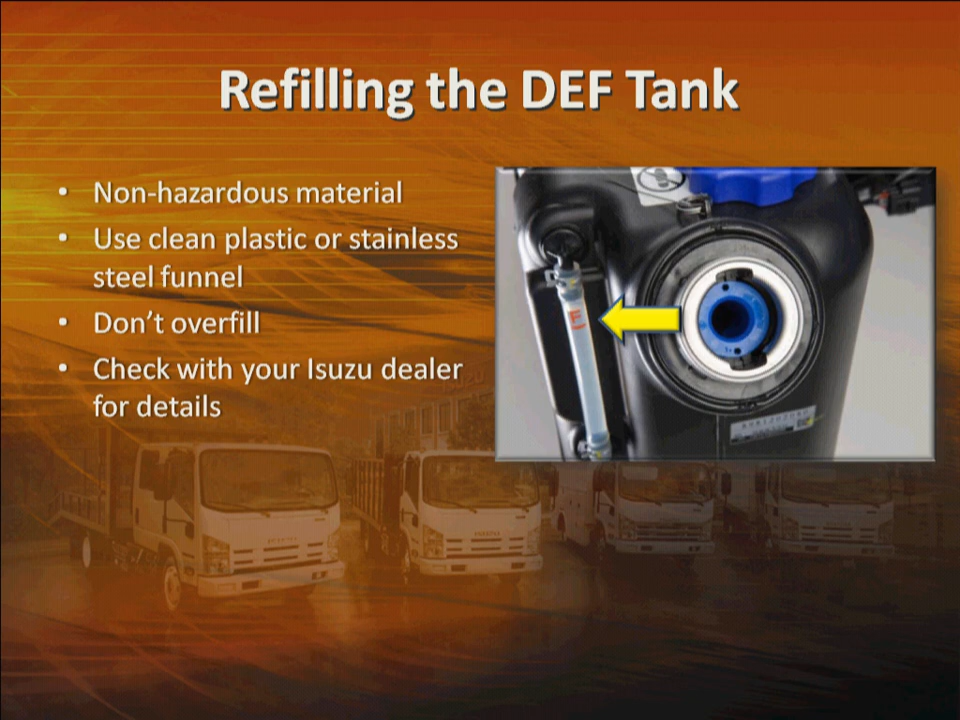 Refilling the DEF Tank
• Non-hazardous material
• Use clean plastic or stainless
steel funnel
• Don't overfill
• Check with your Isuzu dealer
for details
F
ISUZU